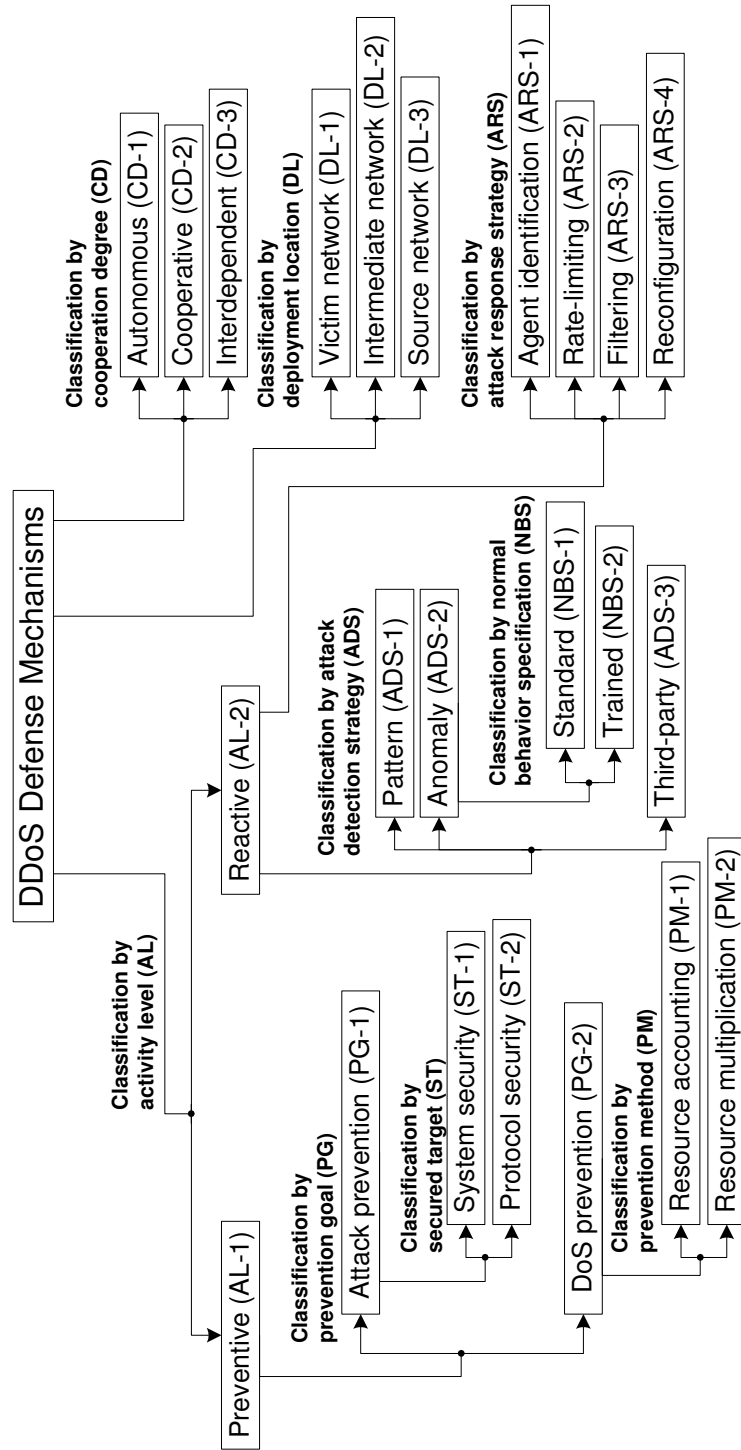 DDoS Defense Mechanisms
Classification by
activity level (AL)
Preventive (AL-1)
Classification by
prevention goal (PG)
Attack prevention (PG-1)
Classification by
secured target (ST)
System security (ST-1)
Protocol security (ST-2)
DoS prevention (PG-2)
Classification by
prevention method (PM)
Resource accounting (PM-1)
Resource multiplication (PM-2)
Reactive (AL-2)
Classification by attack
detection strategy (ADS)
Pattern (ADS-1)
Anomaly (ADS-2)
Classification by normal
behavior specification (NBS)
Standard (NBS-1)
Trained (NBS-2)
Third-party (ADS-3)
Classification by
attack response strategy (ARS)
Agent identification (ARS-1)
Rate-limiting (ARS-2)
Filtering (ARS-3)
Reconfiguration (ARS-4)
Classification by
cooperation degree (CD)
Autonomous (CD-1)
Cooperative (CD-2)
Interdependent (CD-3)
Classification by
deployment location (DL)
Victim network (DL-1)
Intermediate network (DL-2)
Source network (DL-3)